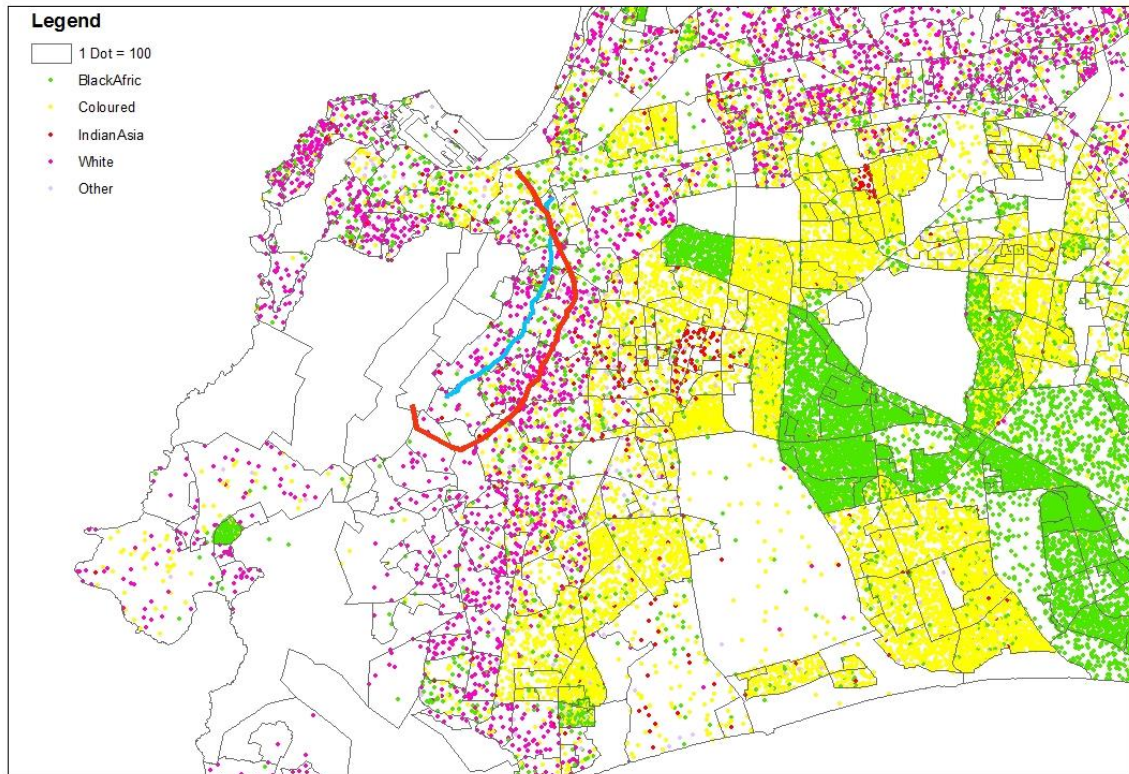 Legend
1 Dot = 100
BlackAfric
Coloured
IndianAsia
White
Other